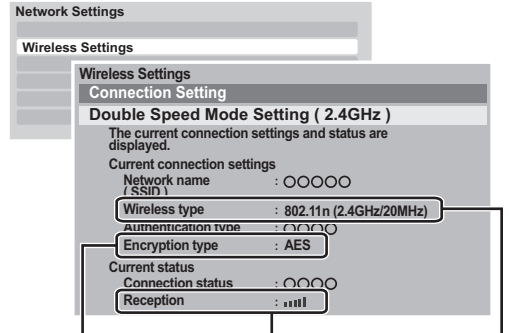 Network Settings
Wireless Settings
Wireless Settings
Connection Setting
Double Speed Mode Setting ( 2.4GHz )
The current connection settings and status are
displayed.
Current connection settings
Network name
( SSID ) : ○○○○○
Wireless type : 802.11n (2.4GHz/20MHz)
Authentication type : ○○○○
Encryption type : AES
Current status
Connection status : ○○○○
Reception :